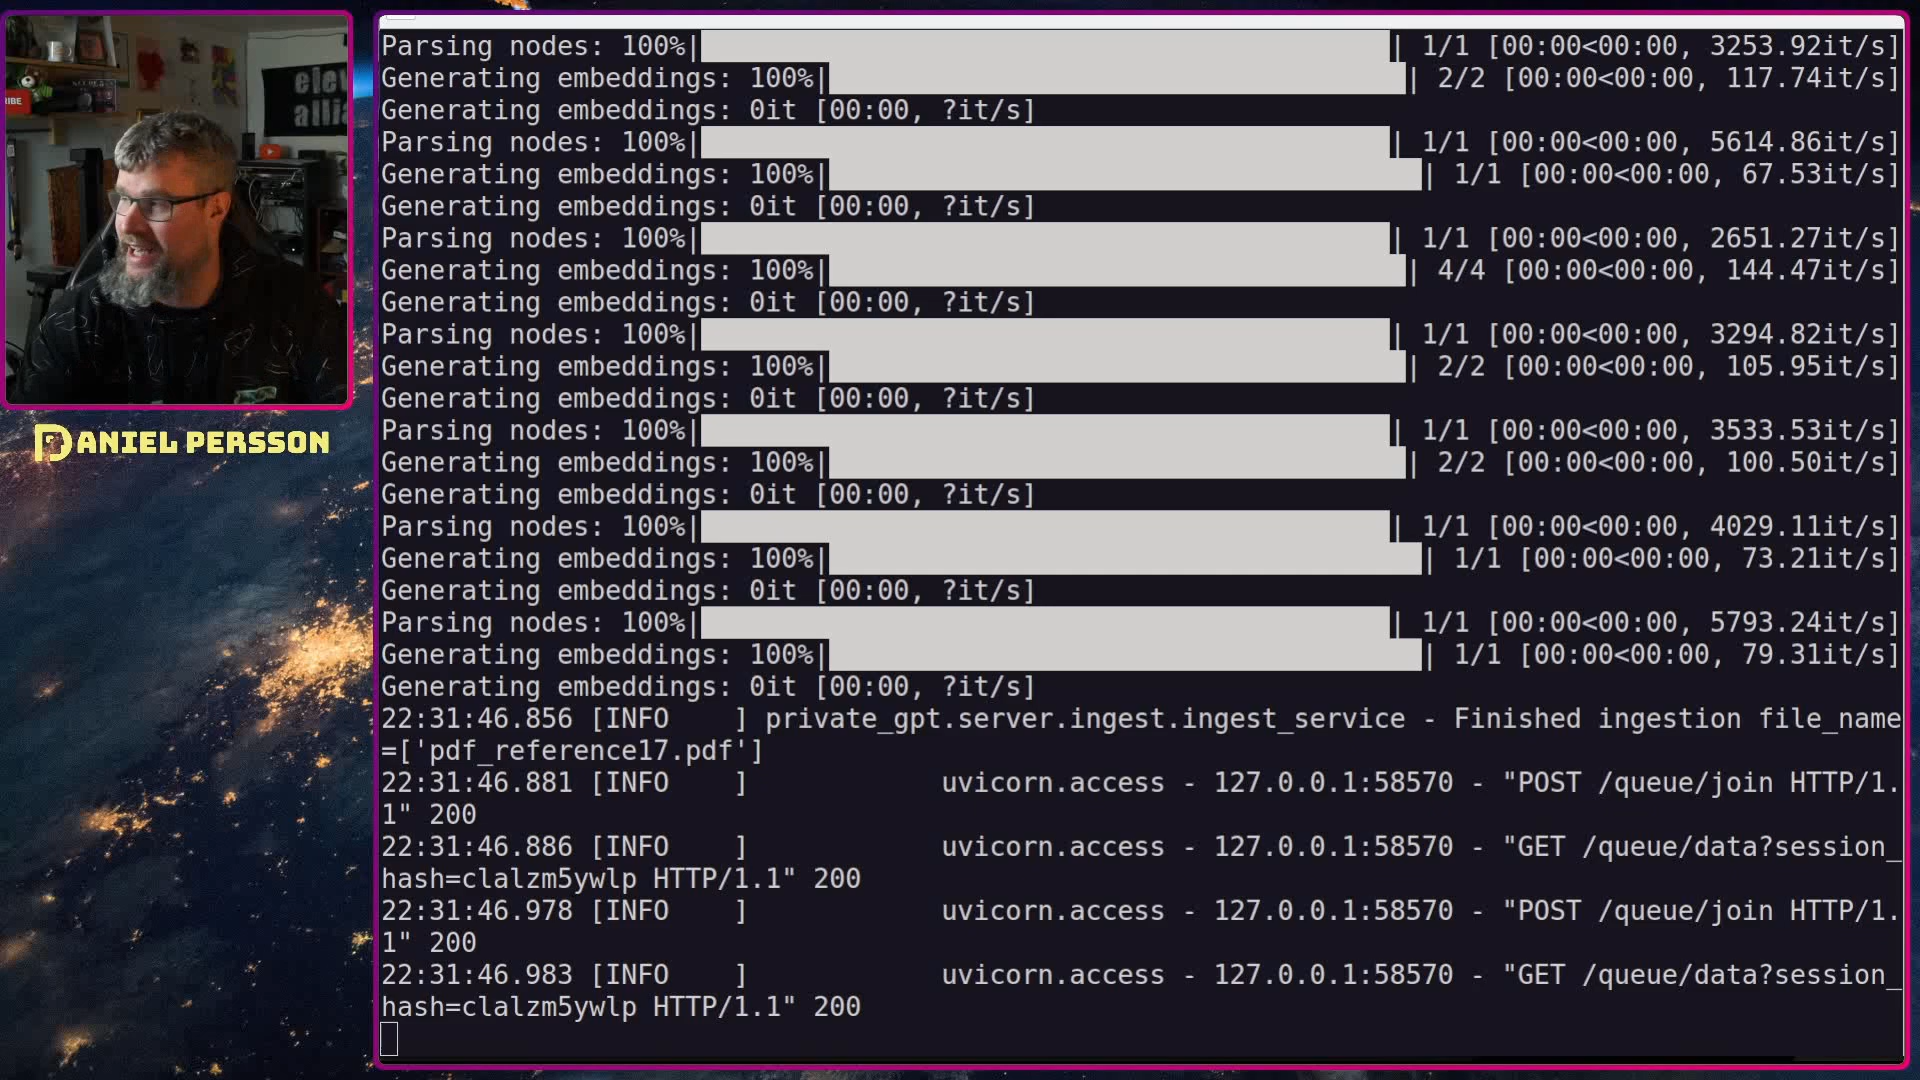 Parsing nodes: 100%| | 1/1 [00:00<00:00, 3253.92it/s]
Generating embeddings: 100%| | 2/2 [00:00<00:00, 117.74it/s]
Generating embeddings: 0it [00:00, ?it/s]
Parsing nodes: 100%| | 1/1 [00:00<00:00, 5614.86it/s]
Generating embeddings: 100%| | 1/1 [00:00<00:00, 67.53it/s]
Generating embeddings: 0it [00:00, ?it/s]
Parsing nodes: 100%| | 1/1 [00:00<00:00, 2651.27it/s]
Generating embeddings: 100%| | 4/4 [00:00<00:00, 144.47it/s]
Generating embeddings: 0it [00:00, ?it/s]
Parsing nodes: 100%| | 1/1 [00:00<00:00, 3294.82it/s]
Generating embeddings: 100%| | 2/2 [00:00<00:00, 105.95it/s]
Generating embeddings: 0it [00:00, ?it/s]
Parsing nodes: 100%| | 1/1 [00:00<00:00, 3533.53it/s]
Generating embeddings: 100%| | 2/2 [00:00<00:00, 100.50it/s]
Generating embeddings: 0it [00:00, ?it/s]
Parsing nodes: 100%| | 1/1 [00:00<00:00, 4029.11it/s]
Generating embeddings: 100%| | 1/1 [00:00<00:00, 73.21it/s]
Generating embeddings: 0it [00:00, ?it/s]
Parsing nodes: 100%| | 1/1 [00:00<00:00, 5793.24it/s]
Generating embeddings: 100%| | 1/1 [00:00<00:00, 79.31it/s]
Generating embeddings: 0it [00:00, ?it/s]
22:31:46.856 [INFO    ] private_gpt.server.ingest.ingest_service - Finished ingestion file_name
=['pdf_reference17.pdf']
22:31:46.881 [INFO    ]            uvicorn.access - 127.0.0.1:58570 - "POST /queue/join HTTP/1.
1" 200
22:31:46.886 [INFO    ]            uvicorn.access - 127.0.0.1:58570 - "GET /queue/data?session_
hash=clalzm5ywlp HTTP/1.1" 200
22:31:46.978 [INFO    ]            uvicorn.access - 127.0.0.1:58570 - "POST /queue/join HTTP/1.
1" 200
22:31:46.983 [INFO    ]            uvicorn.access - 127.0.0.1:58570 - "GET /queue/data?session_
hash=clalzm5ywlp HTTP/1.1" 200
DANIEL PERSSON